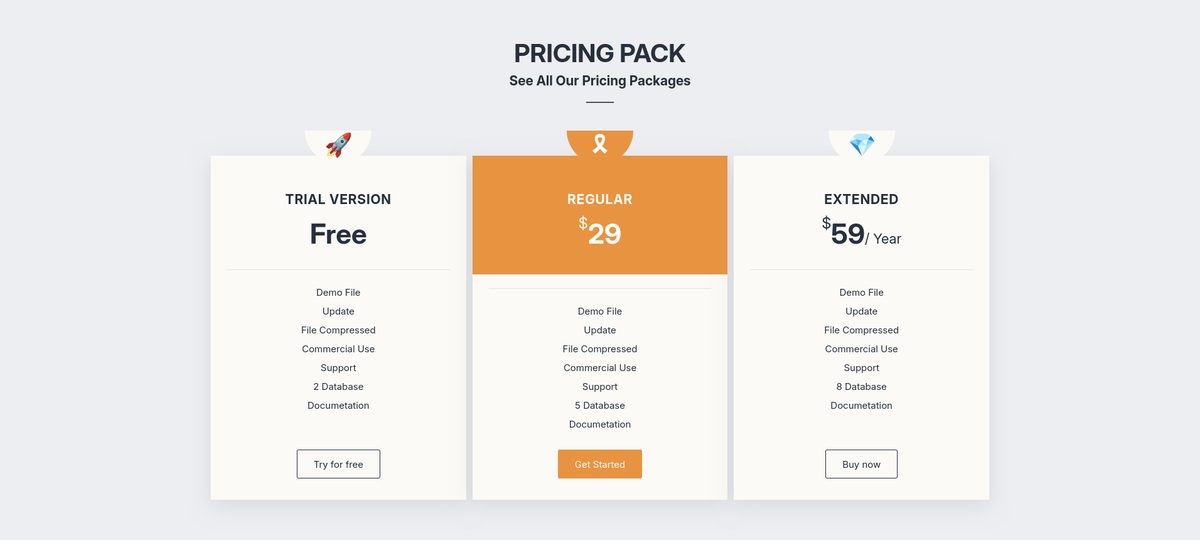 PRICING PACK
See All Our Pricing Packages
TRIAL VERSION
Free
Demo File
Update
File Compressed
Commercial Use
Support
2 Database
Documetation
Try for free
REGULAR
$29
Demo File
Update
File Compressed
Commercial Use
Support
5 Database
Documetation
Get Started
EXTENDED
$59/ Year
Demo File
Update
File Compressed
Commercial Use
Support
8 Database
Documetation
Buy now